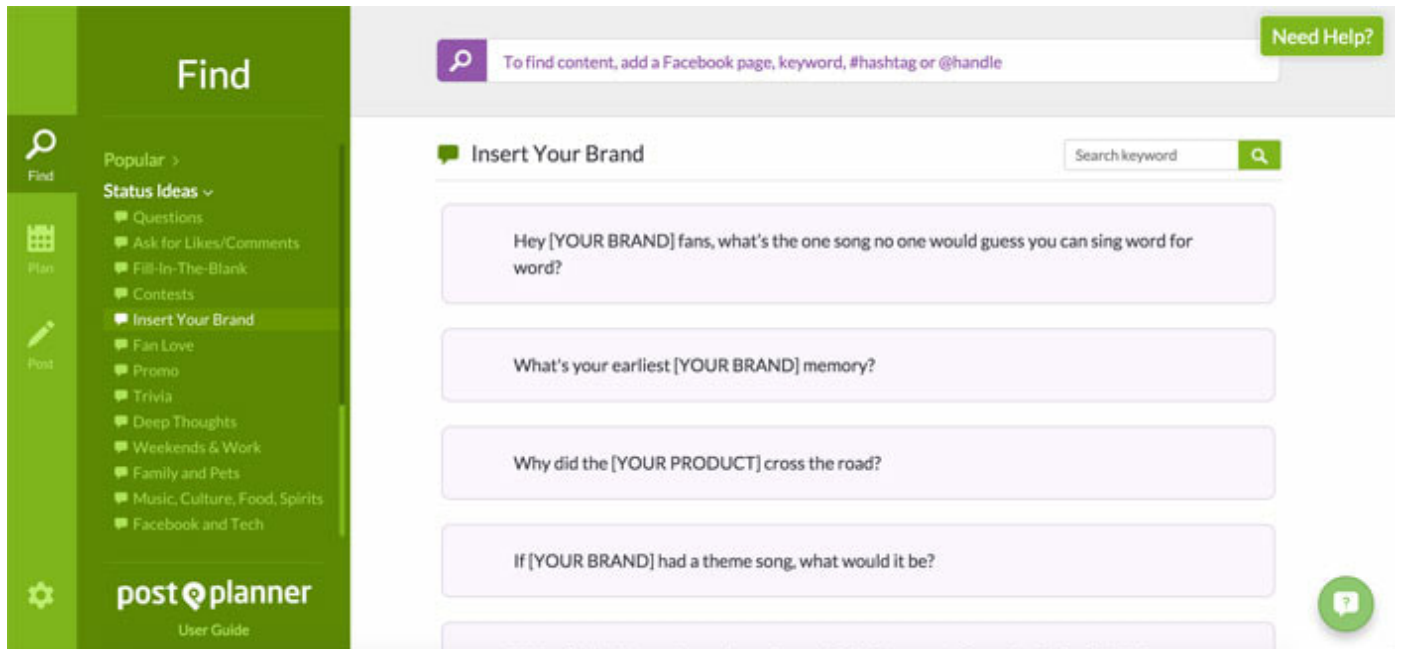 Find
Plan
Post
Find
Popular >
Status Ideas
Questions
Ask for Likes/Comments
Fill-In-The-Blank
Contests
Insert Your Brand
Fan Love
Promo
Trivia
Deep Thoughts
Weekends & Work
Family and Pets
Music, Culture, Food, Spirits
Facebook and Tech
post planner
User Guide
To find content, add a Facebook page, keyword, #hashtag or @handle
Need Help?
Insert Your Brand
Search keyword
Hey [YOUR BRAND] fans, what's the one song no one would guess you can sing word for
word?
What's your earliest [YOUR BRAND] memory?
Why did the [YOUR PRODUCT] cross the road?
If [YOUR BRAND] had a theme song, what would it be?
?